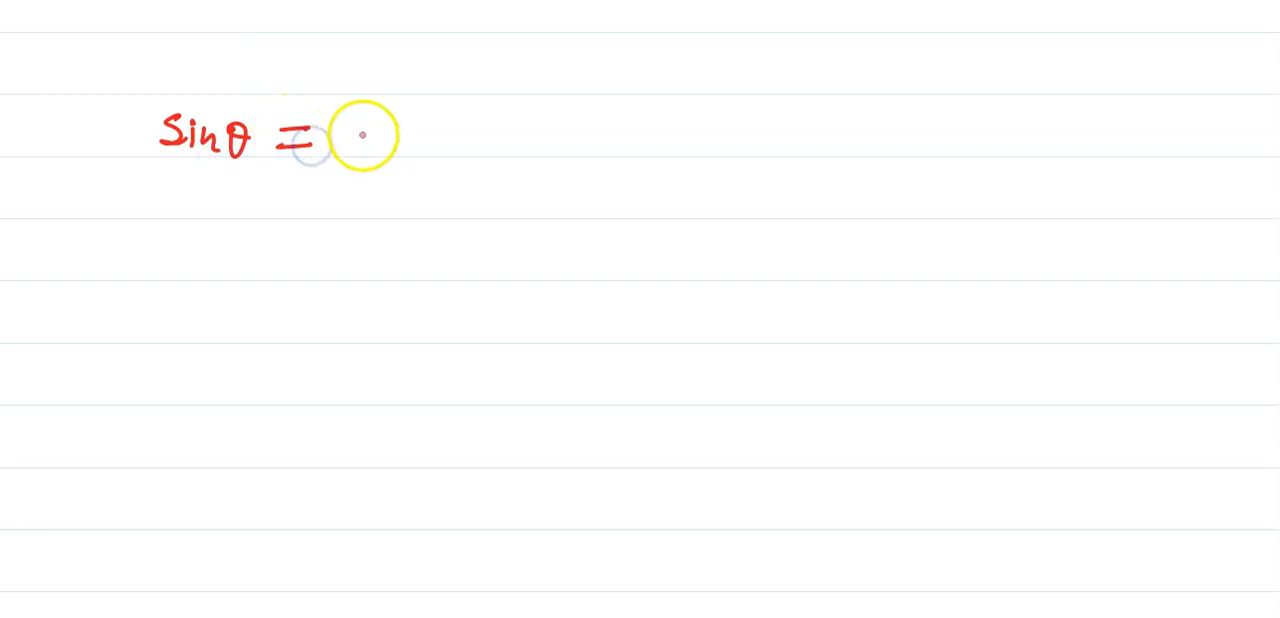 Sinθ =